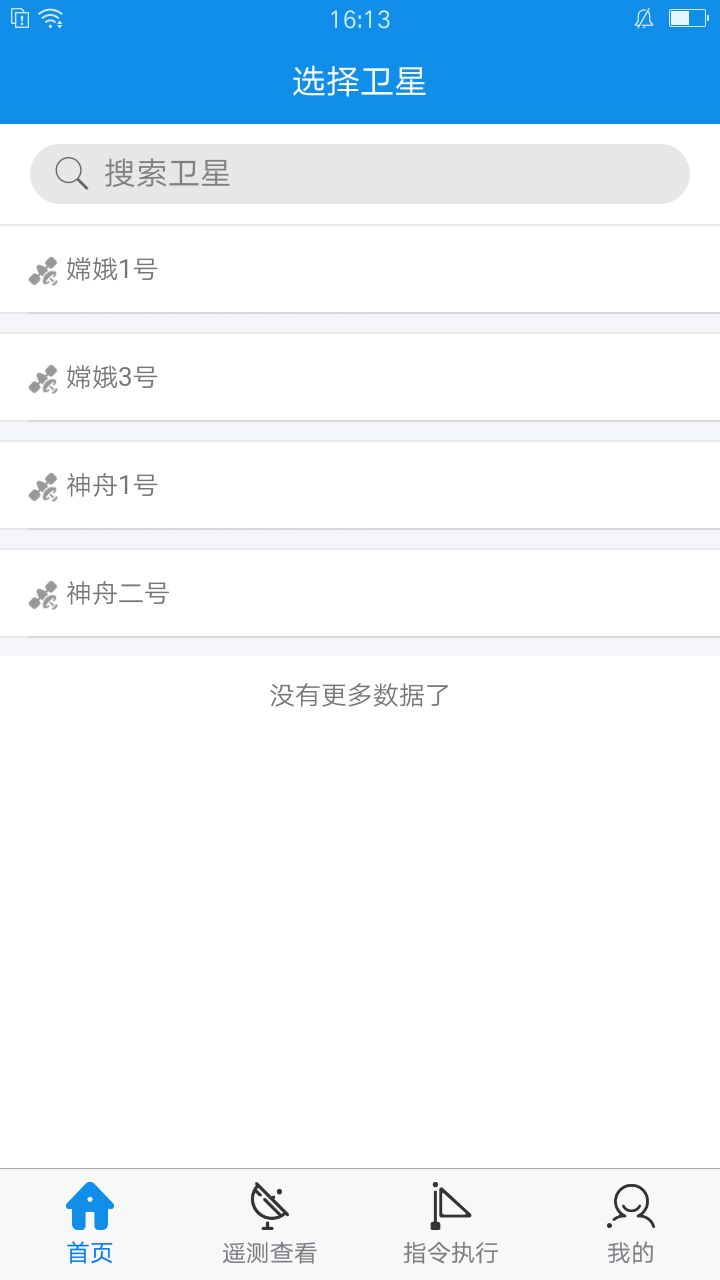 16:13
选择卫星
搜索卫星
嫦娥1号
嫦娥3号
神舟1号
神舟二号
没有更多数据了
首页 遥测查看 指令执行 我的